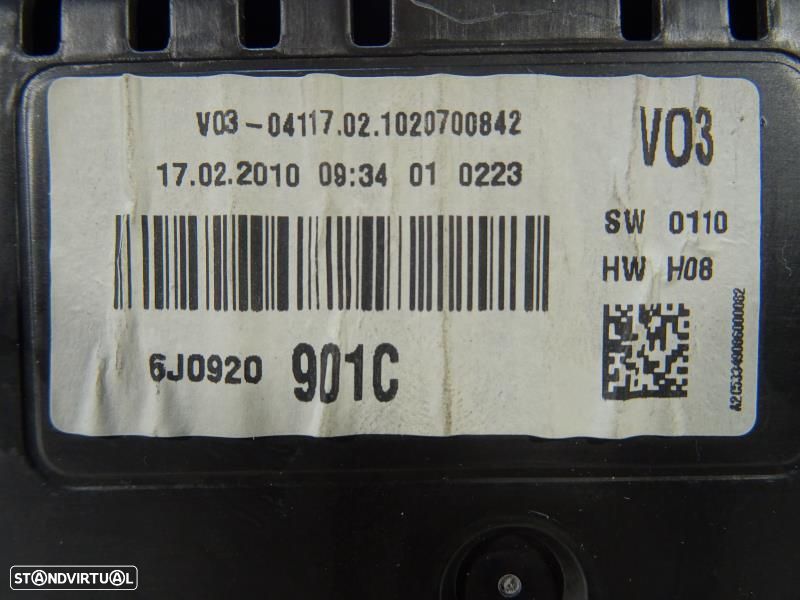 V03-04117.02.1020700842
17.02.2010 09:34 01 0223
6J0920 901C
V03
SW 0110
HW H08
A2C53349086000082
STANDVIRTUAL